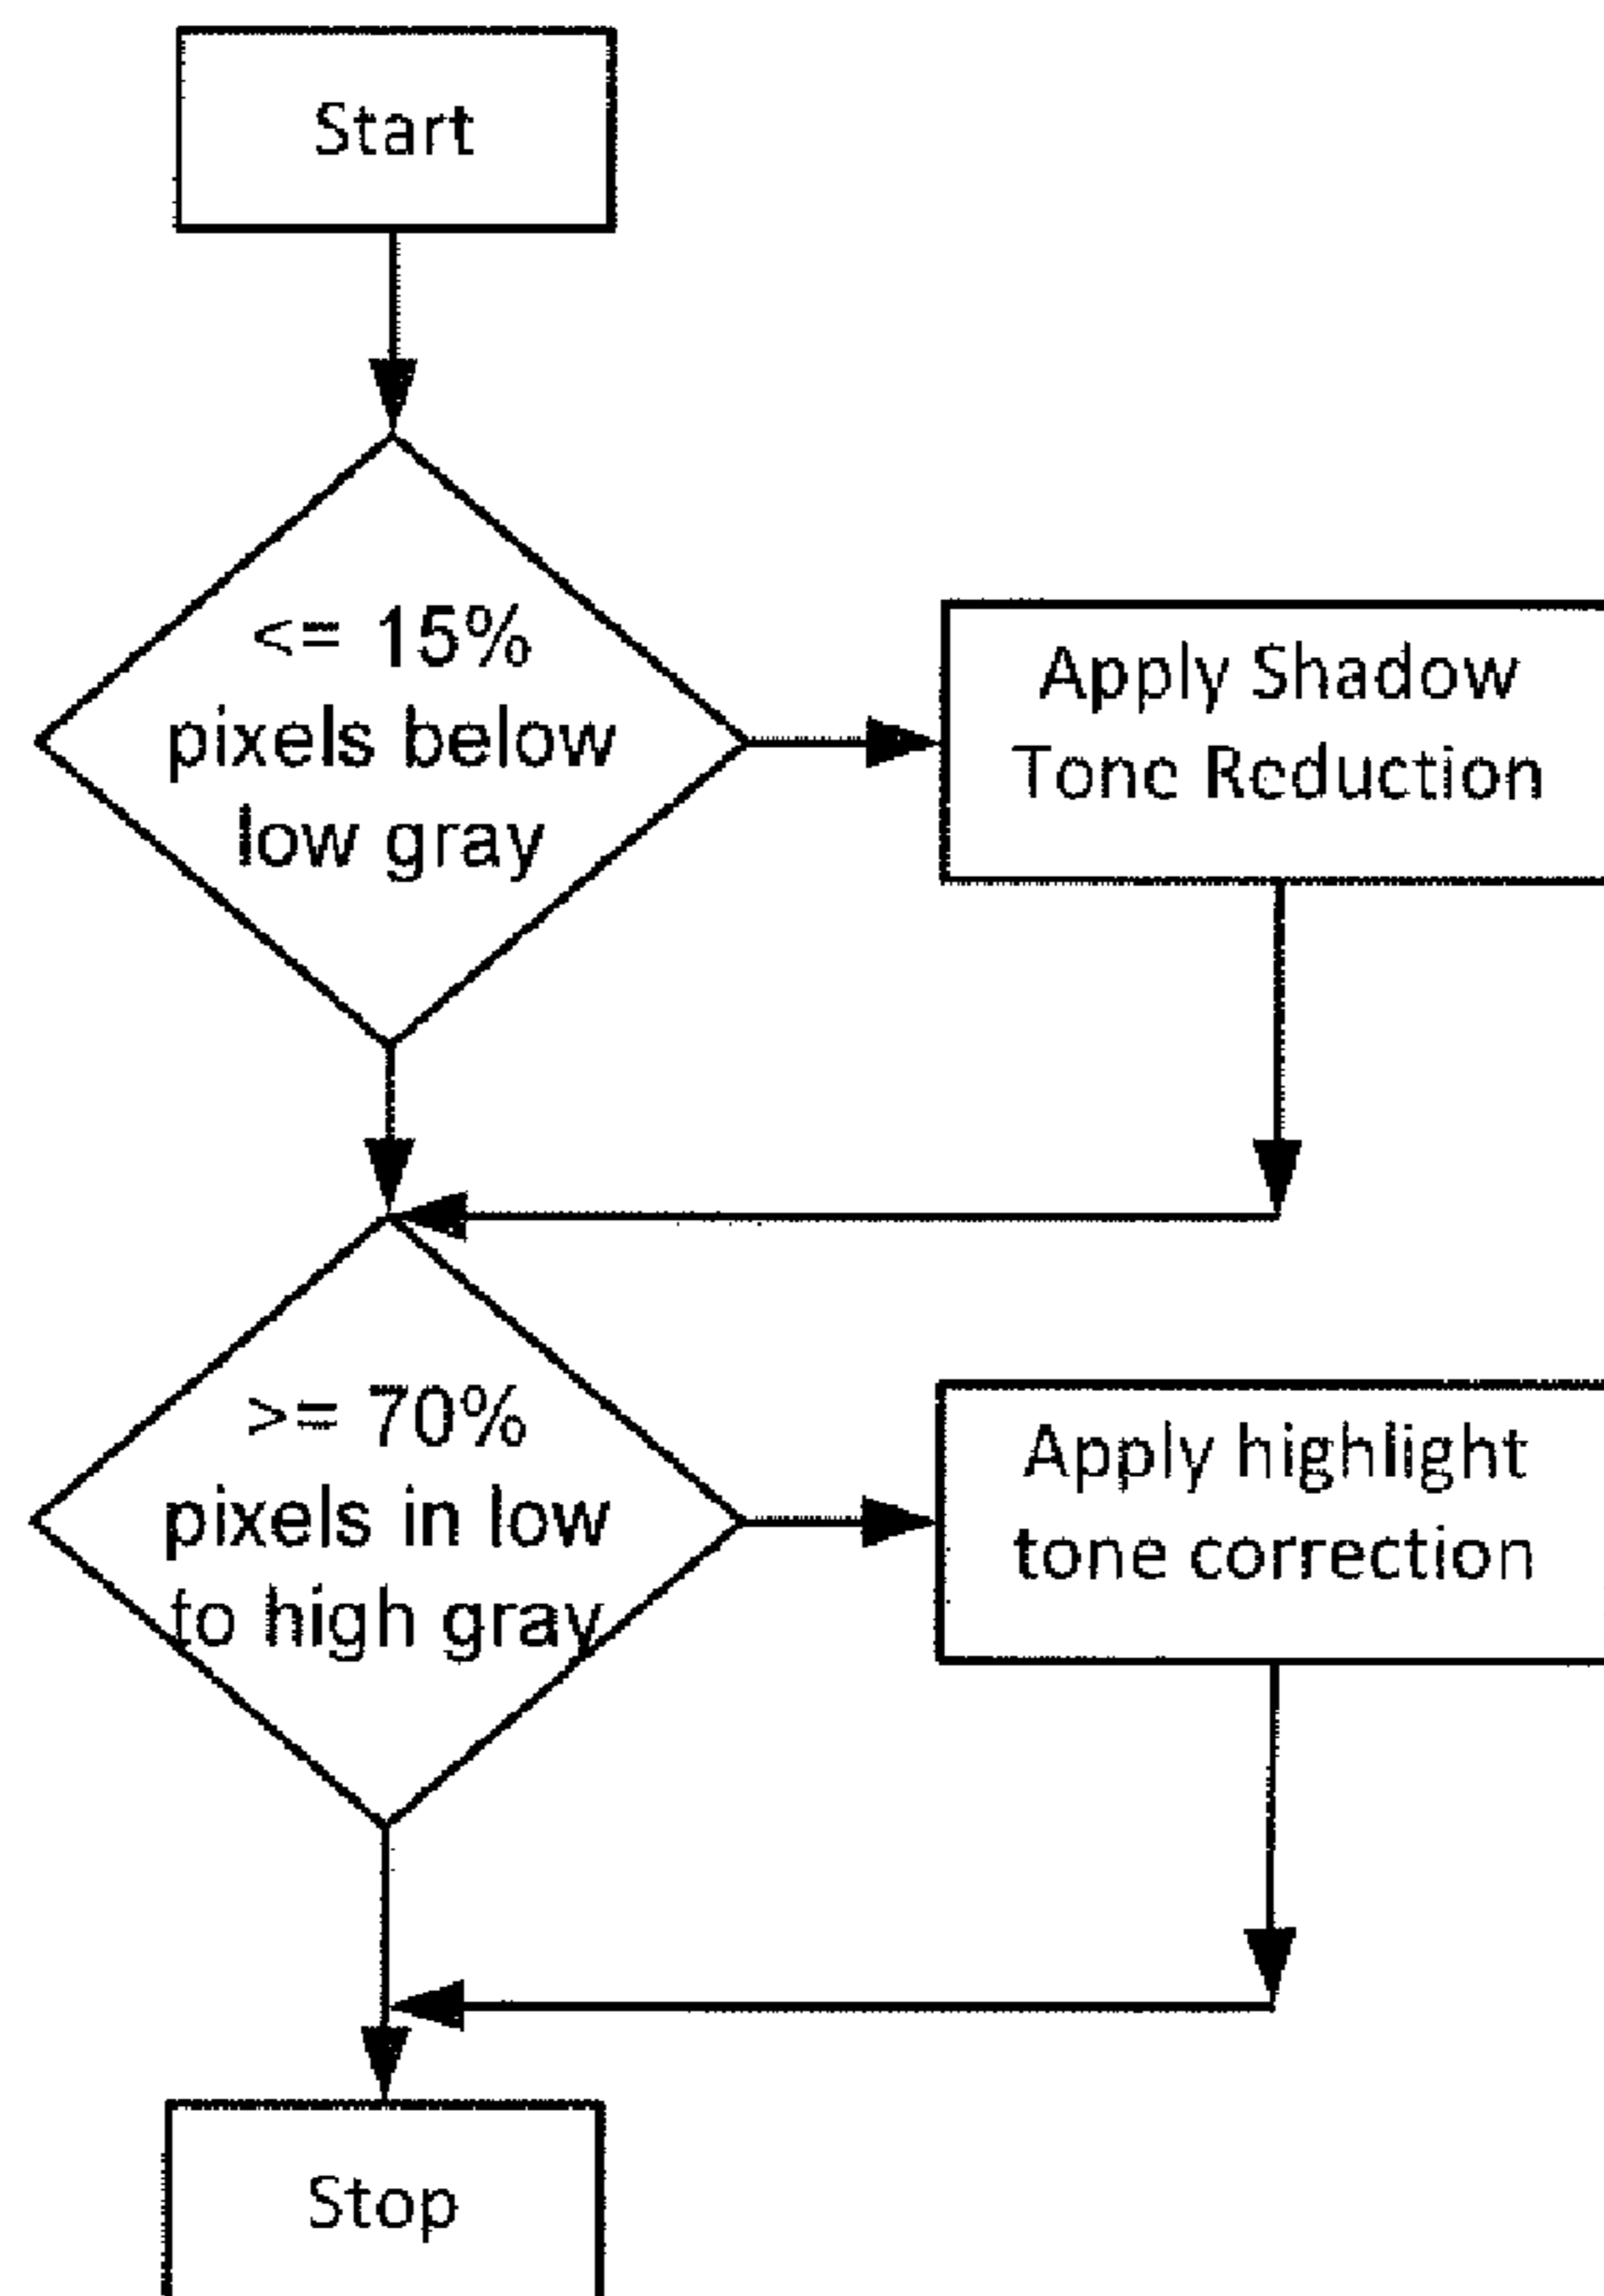 Start
<= 15%
pixels below
low gray
Apply Shadow
Tone Reduction
>= 70%
pixels in low
to high gray
Apply highlight
tone correction
Stop